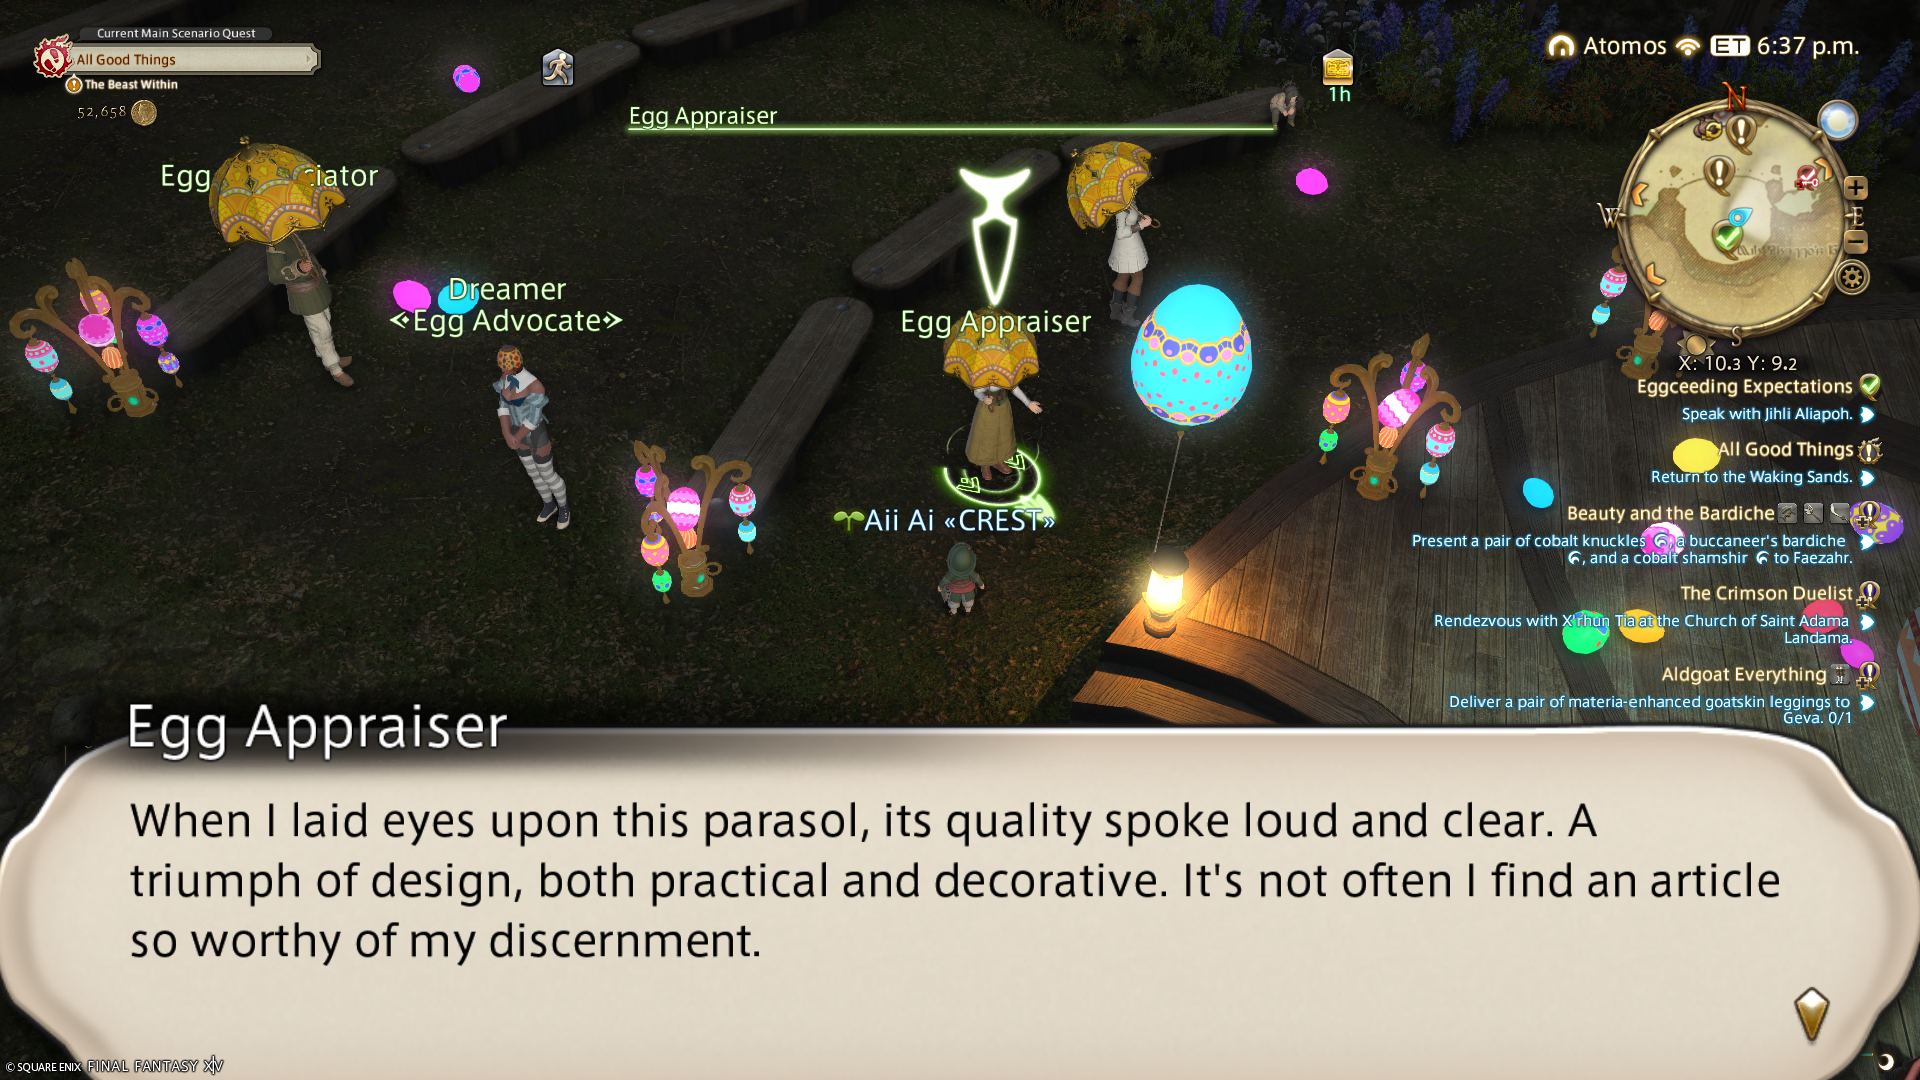 Current Main Scenario Quest
All Good Things
The Beast Within
52,658
1h
Atomos
ET 6:37 p.m.
Egg Appraiser
N
W
E
S
X: 10.3 Y: 9.2
Egg
iator
Dreamer
Egg Advocate
Egg Appraiser
Aii Ai «CREST»
Eggceeding Expectations
Speak with Jihli Aliapoh.
All Good Things
Return to the Waking Sands.
Beauty and the Bardiche
Present a pair of cobalt knuckles , a buccaneer's bardiche
, and a cobalt shamshir to Faezahr.
The Crimson Duelist
Rendezvous with X'rhun Tia at the Church of Saint Adama
Landama.
Aldgoat Everything
Deliver a pair of materia-enhanced goatskin leggings to
Geva. 0/1
Egg Appraiser
When I laid eyes upon this parasol, its quality spoke loud and clear. A
triumph of design, both practical and decorative. It's not often I find an article
so worthy of my discernment.
© SQUARE ENIX FINAL FANTASY XIV